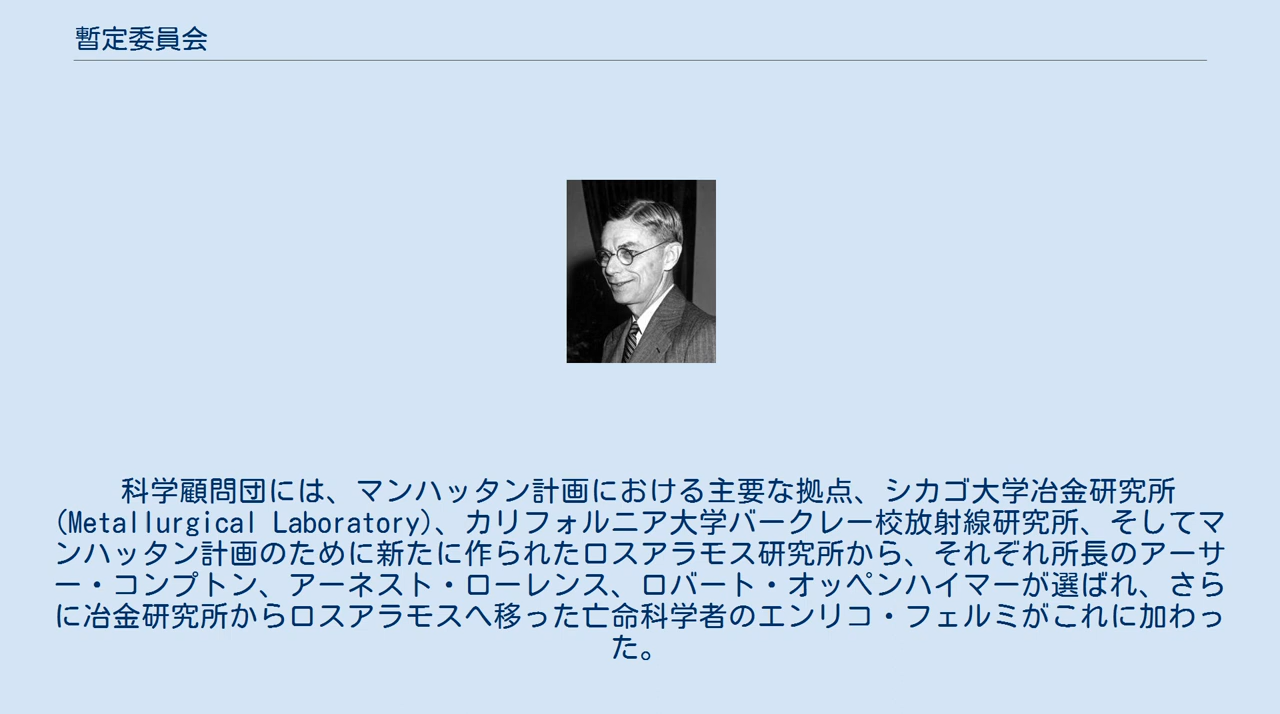 暫定委員会
科学顧問団には、マンハッタン計画における主要な拠点、シカゴ大学冶金研究所
(Metallurgical Laboratory)、カリフォルニア大学バークレー校放射線研究所、そしてマ
ンハッタン計画のために新たに作られたロスアラモス研究所から、それぞれ所長のアーサ
ー・コンプトン、アーネスト・ローレンス、ロバート・オッペンハイマーが選ばれ、さら
に冶金研究所からロスアラモスへ移った亡命科学者のエンリコ・フェルミがこれに加わっ
た。